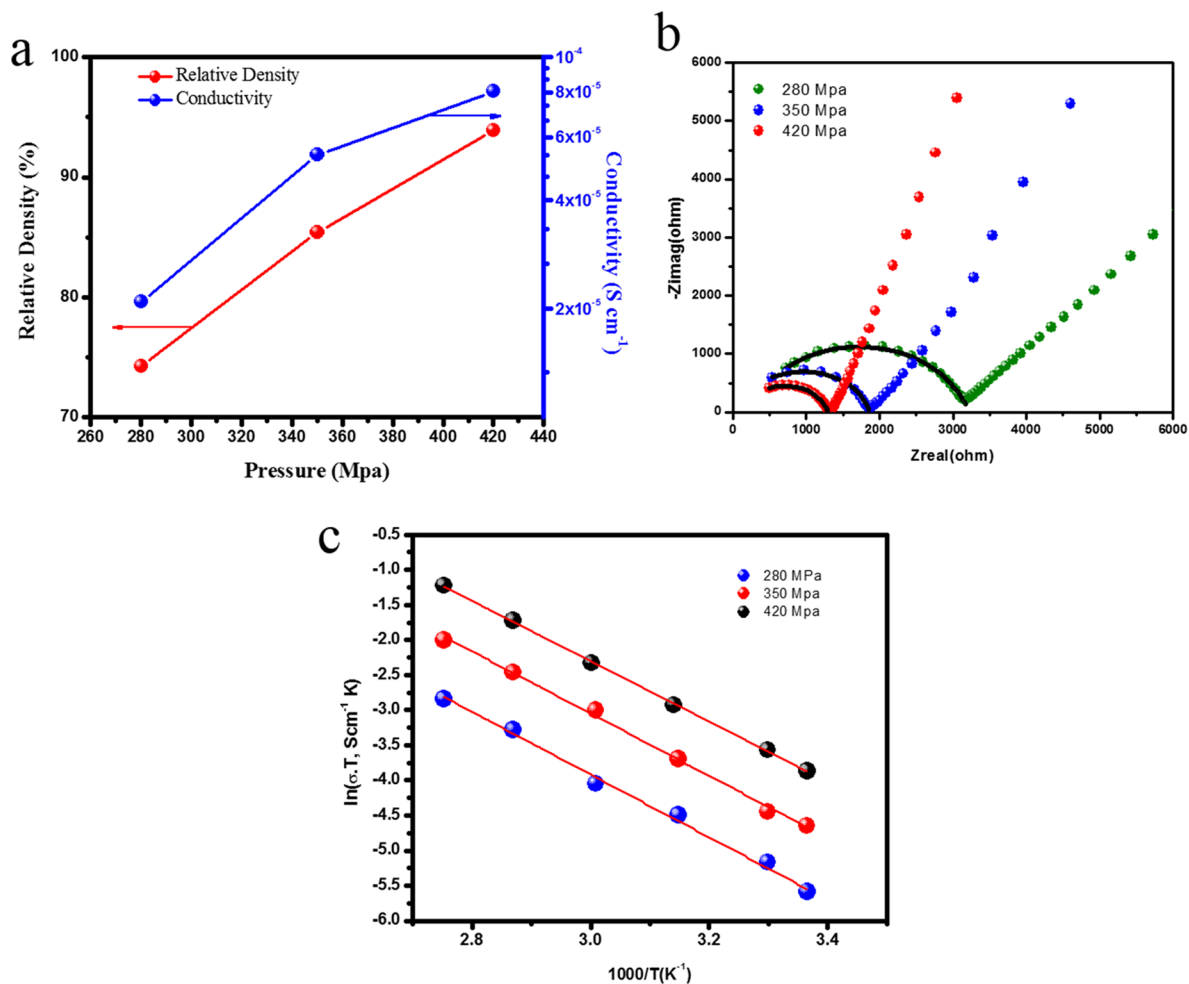 a
100
90
80
70
Relative Density (%)
Relative Density
Conductivity
10⁻⁴
8x10⁻⁵
6x10⁻⁵
4x10⁻⁵
2x10⁻⁵
Conductivity (S cm⁻¹)
260 280 300 320 340 360 380 400 420 440
Pressure (Mpa)
b
6000
5000
4000
3000
2000
1000
0
-Zimag(ohm)
280 Mpa
350 Mpa
420 Mpa
0 1000 2000 3000 4000 5000 6000
Zreal(ohm)
c
-0.5
-1.0
-1.5
-2.0
-2.5
-3.0
-3.5
-4.0
-4.5
-5.0
-5.5
-6.0
ln(σ.T, Scm⁻¹ K)
280 MPa
350 Mpa
420 Mpa
2.8 3.0 3.2 3.4
1000/T(K⁻¹)